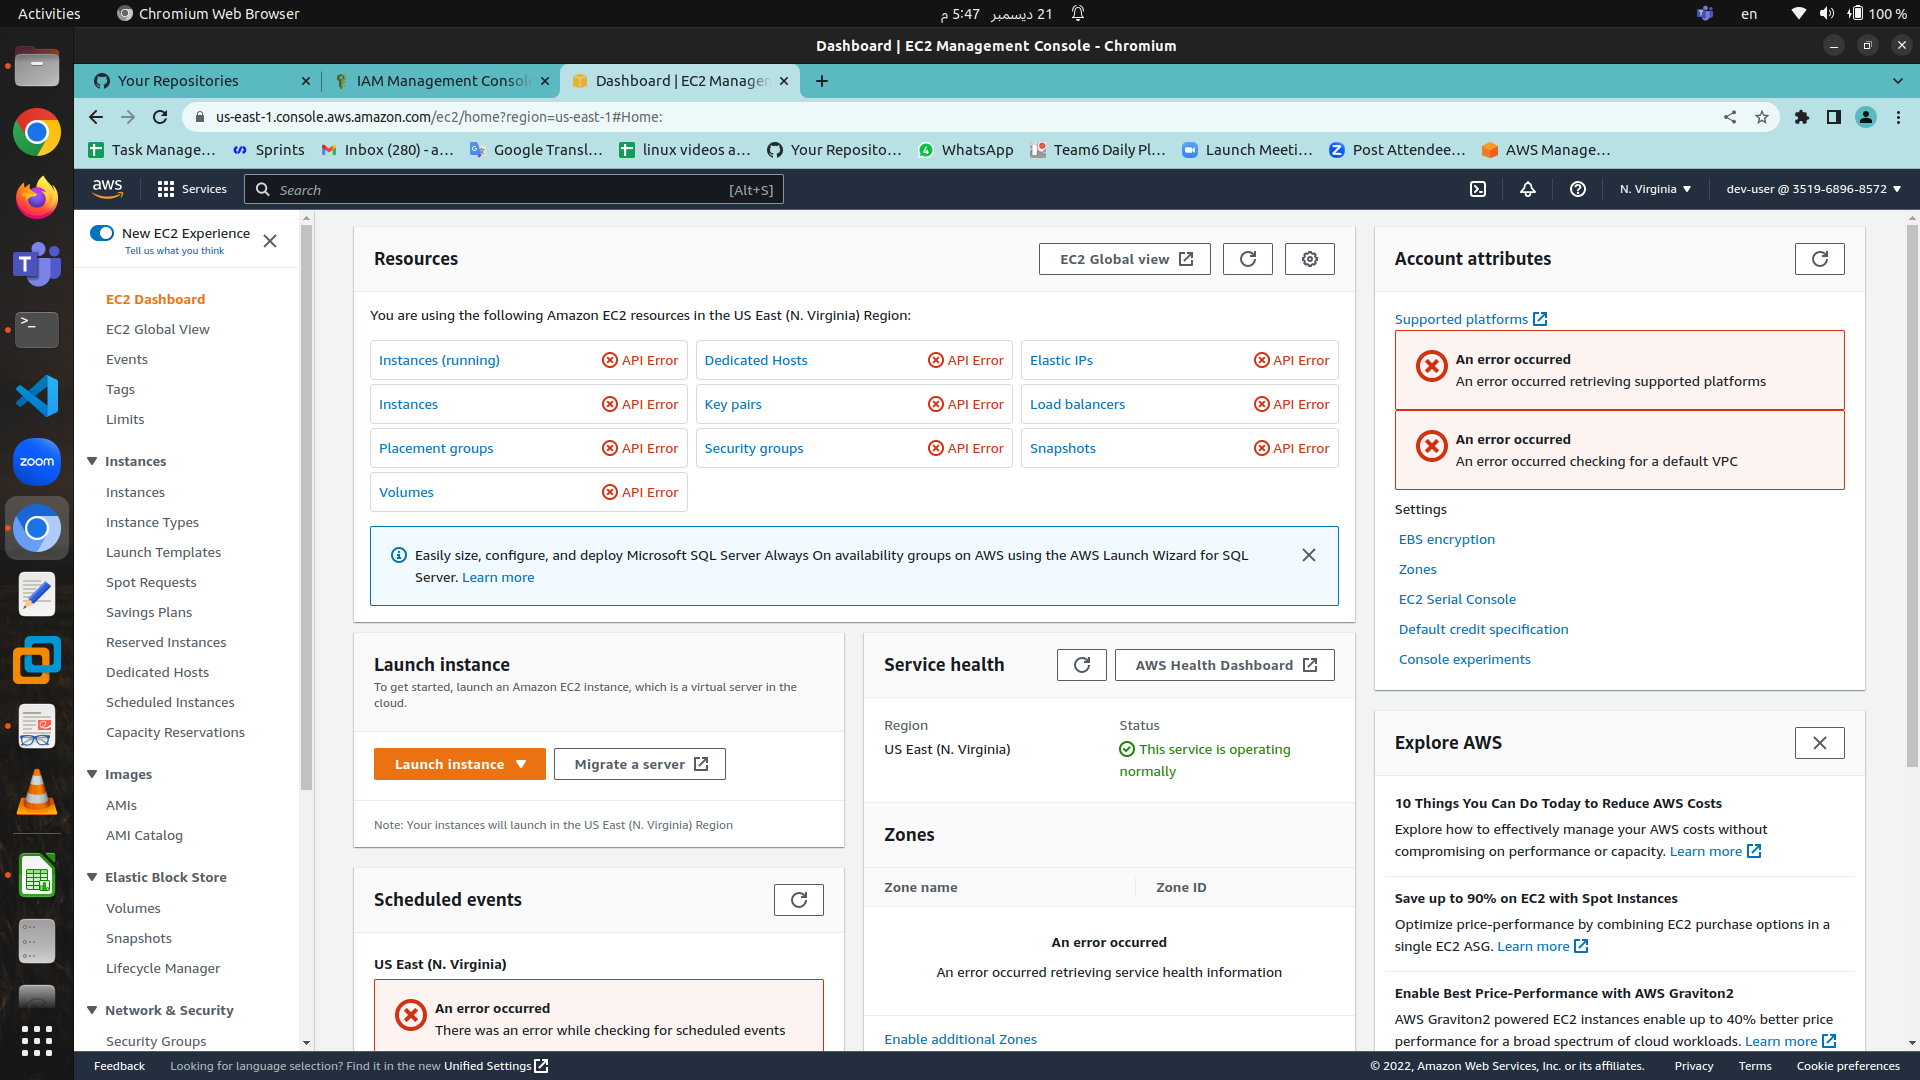 Activities
Chromium Web Browser
21 ديسمبر 5:47 م
en
100 %
Dashboard | EC2 Management Console - Chromium
Your Repositories
IAM Management Consol
Dashboard | EC2 Manager
us-east-1.console.aws.amazon.com/ec2/home?region=us-east-1#Home:
Task Manage...
Sprints
Inbox (280) - a...
Google Transl...
linux videos a...
Your Reposito...
WhatsApp
Team6 Daily Pl...
Launch Meeti...
Post Attendee...
AWS Manage...
aws
Services
Search
[Alt+S]
N. Virginia
dev-user @ 3519-6896-8572
New EC2 Experience
Tell us what you think
EC2 Dashboard
EC2 Global View
Events
Tags
Limits
Instances
Instances
Instance Types
Launch Templates
Spot Requests
Savings Plans
Reserved Instances
Dedicated Hosts
Scheduled Instances
Capacity Reservations
Images
AMIs
AMI Catalog
Elastic Block Store
Volumes
Snapshots
Lifecycle Manager
Network & Security
Security Groups
Resources
EC2 Global view
You are using the following Amazon EC2 resources in the US East (N. Virginia) Region:
Instances (running) API Error
Dedicated Hosts API Error
Elastic IPs API Error
Instances API Error
Key pairs API Error
Load balancers API Error
Placement groups API Error
Security groups API Error
Snapshots API Error
Volumes API Error
Easily size, configure, and deploy Microsoft SQL Server Always On availability groups on AWS using the AWS Launch Wizard for SQL
Server. Learn more
Launch instance
To get started, launch an Amazon EC2 instance, which is a virtual server in the
cloud.
Launch instance
Migrate a server
Note: Your instances will launch in the US East (N. Virginia) Region
Scheduled events
US East (N. Virginia)
An error occurred
There was an error while checking for scheduled events
Service health
AWS Health Dashboard
Region
US East (N. Virginia)
Status
This service is operating
normally
Zones
Zone name
Zone ID
An error occurred
An error occurred retrieving service health information
Enable additional Zones
Account attributes
Supported platforms
An error occurred
An error occurred retrieving supported platforms
An error occurred
An error occurred checking for a default VPC
Settings
EBS encryption
Zones
EC2 Serial Console
Default credit specification
Console experiments
Explore AWS
10 Things You Can Do Today to Reduce AWS Costs
Explore how to effectively manage your AWS costs without
compromising on performance or capacity. Learn more
Save up to 90% on EC2 with Spot Instances
Optimize price-performance by combining EC2 purchase options in a
single EC2 ASG. Learn more
Enable Best Price-Performance with AWS Graviton2
AWS Graviton2 powered EC2 instances enable up to 40% better price
performance for a broad spectrum of cloud workloads. Learn more
Feedback
Looking for language selection? Find it in the new Unified Settings
© 2022, Amazon Web Services, Inc. or its affiliates.
Privacy
Terms
Cookie preferences
zoom